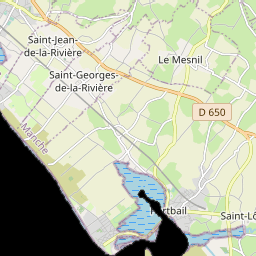 Saint-Jean-
de-la-Rivière
Le Mesnil
Saint-Georges-
de-la-Rivière
D 650
Manche
Portbail
Saint-Lô